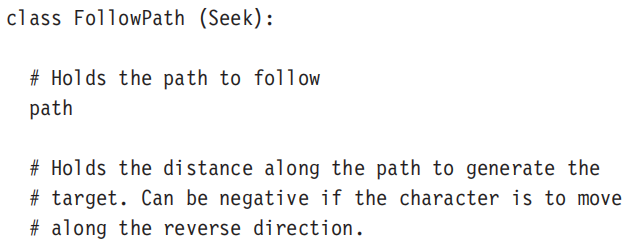 class FollowPath (Seek):
# Holds the path to follow
path
# Holds the distance along the path to generate the
# target. Can be negative if the character is to move
# along the reverse direction.